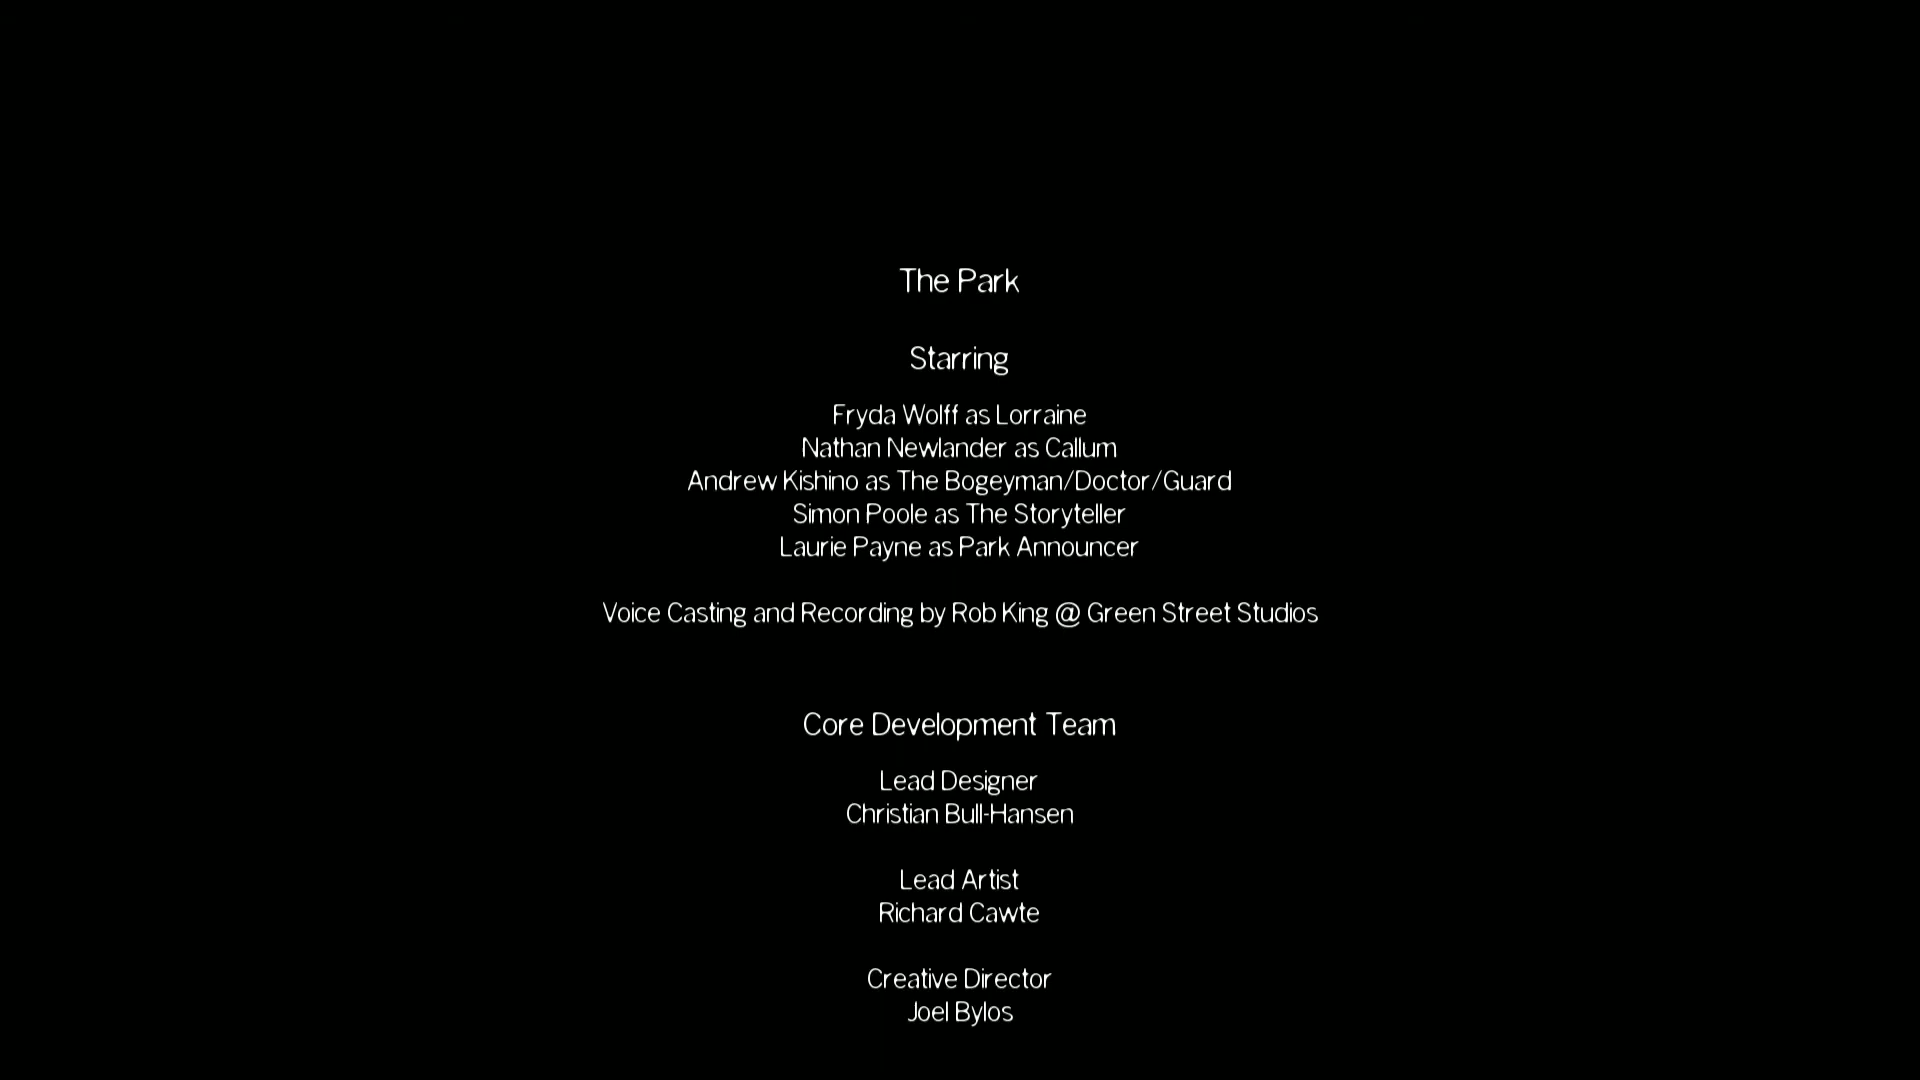 The Park
Starring
Fryda Wolff as Lorraine
Nathan Newlander as Callum
Andrew Kishino as The Bogeyman/Doctor/Guard
Simon Poole as The Storyteller
Laurie Payne as Park Announcer
Voice Casting and Recording by Rob King @ Green Street Studios
Core Development Team
Lead Designer
Christian Bull-Hansen
Lead Artist
Richard Cawte
Creative Director
Joel Bylos